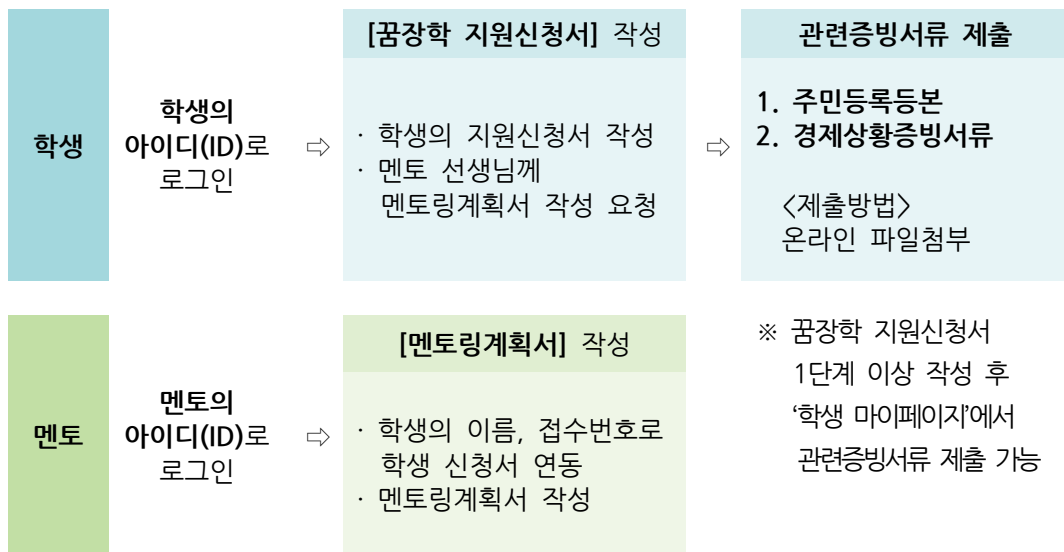 학생
학생의
아이디(ID)로
로그인
⇨
[꿈장학 지원신청서] 작성
· 학생의 지원신청서 작성
· 멘토 선생님께
멘토링계획서 작성 요청
⇨
관련증빙서류 제출
1. 주민등록등본
2. 경제상황증빙서류
<제출방법>
온라인 파일첨부
멘토
멘토의
아이디(ID)로
로그인
⇨
[멘토링계획서] 작성
· 학생의 이름, 접수번호로
학생 신청서 연동
· 멘토링계획서 작성
※ 꿈장학 지원신청서
1단계 이상 작성 후
‘학생 마이페이지’에서
관련증빙서류 제출 가능